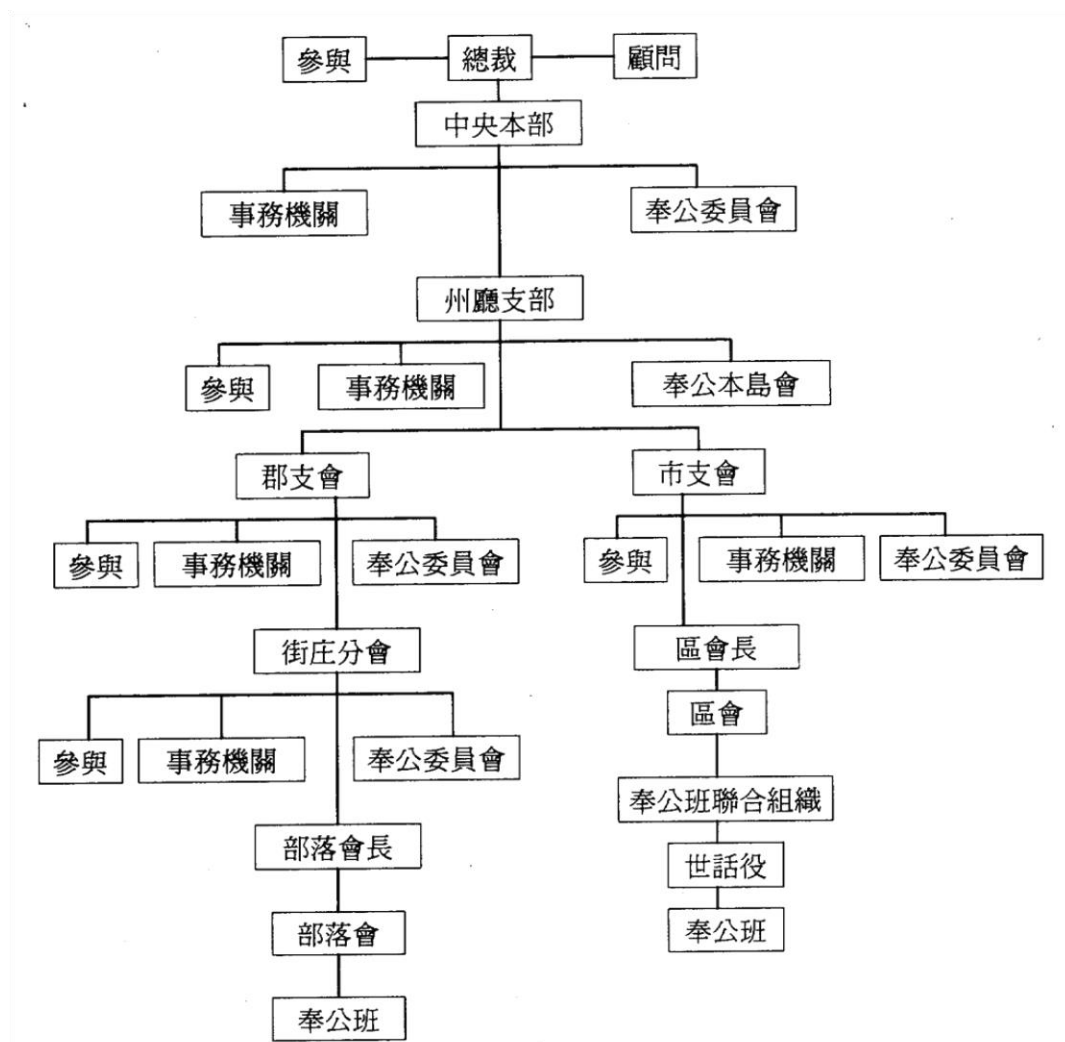 參與
總裁
顧問
中央本部
事務機關
奉公委員會
州廳支部
參與
事務機關
奉公本島會
郡支會
市支會
參與
事務機關
奉公委員會
參與
事務機關
奉公委員會
街庄分會
區會長
參與
事務機關
奉公委員會
區會
奉公班聯合組織
部落會長
世話役
部落會
奉公班
奉公班